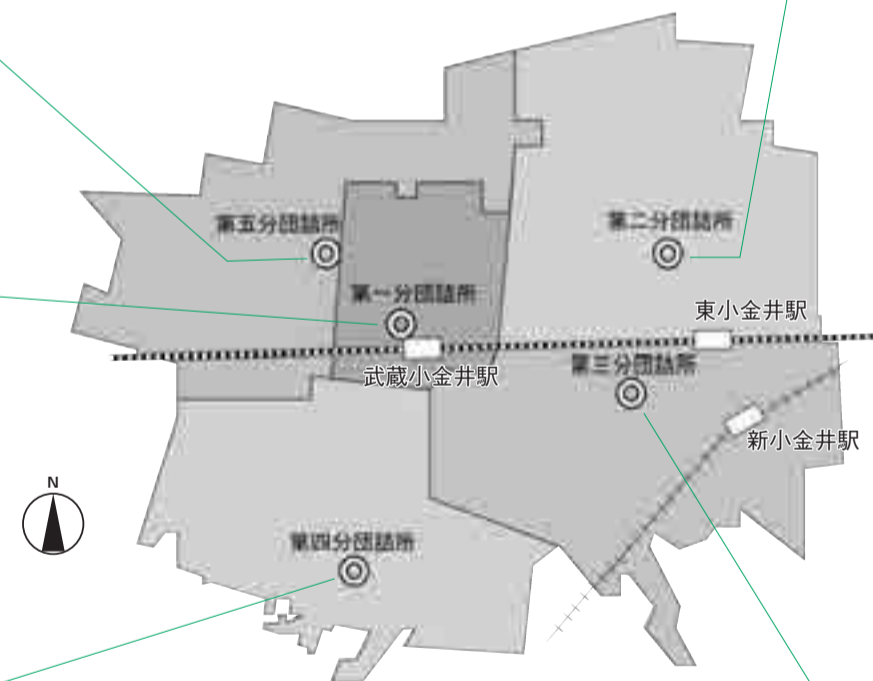 第五分団詰所
第二分団詰所
第一分団詰所
東小金井駅
武蔵小金井駅
第三分団詰所
新小金井駅
N
第四分団詰所